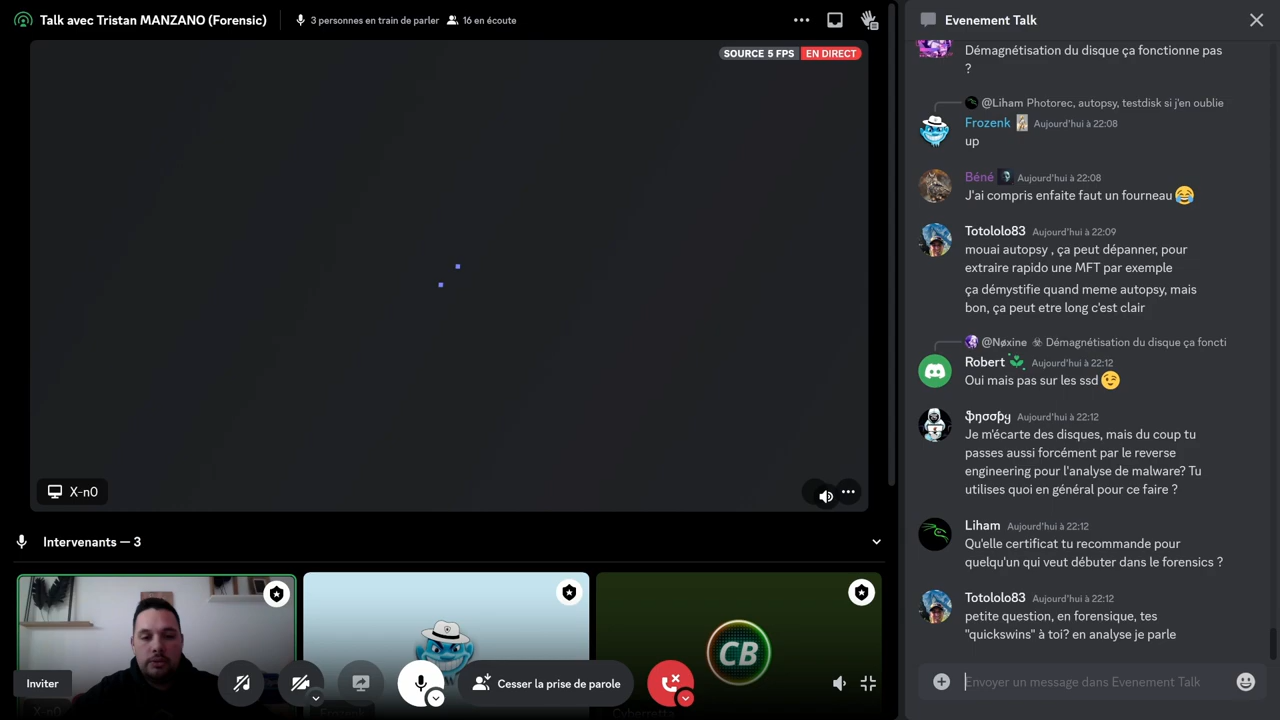 Talk avec Tristan MANZANO (Forensic)
3 personnes en train de parler
16 en écoute
SOURCE 5 FPS
EN DIRECT
X-n0
Intervenants — 3
CB
Inviter
Cesser la prise de parole
X-n0
Evenement Talk
Démagnétisation du disque ça fonctionne pas
?
@Liham Photorec, autopsy, testdisk si j'en oublie
Frozenk Aujourd'hui à 22:08
up
Béné Aujourd'hui à 22:08
J'ai compris enfaite faut un fourneau 😂
Totololo83 Aujourd'hui à 22:09
mouai autopsy , ça peut dépanner, pour
extraire rapido une MFT par exemple
ça démystifie quand meme autopsy, mais
bon, ça peut etre long c'est clair
@Nøxine ☣ Démagnétisation du disque ça foncti
Robert Aujourd'hui à 22:12
Oui mais pas sur les ssd 😉
Aujourd'hui à 22:12
Je m'écarte des disques, mais du coup tu
passes aussi forcément par le reverse
engineering pour l'analyse de malware? Tu
utilises quoi en général pour ce faire ?
Liham Aujourd'hui à 22:12
Qu'elle certificat tu recommande pour
quelqu'un qui veut débuter dans le forensics ?
Totololo83 Aujourd'hui à 22:12
petite question, en forensique, tes
"quickswins" à toi? en analyse je parle
Envoyer un message dans Evenement Talk